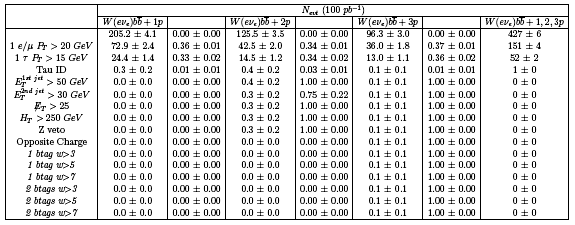 N_evt (100 pb^-1)
W(eν_e)bb̄ + 1p W(eν_e)bb̄ + 2p W(eν_e)bb̄ + 3p W(eν_e)bb̄ + 1, 2, 3p
205.2 ± 4.1 0.00 ± 0.00 125.5 ± 3.5 0.00 ± 0.00 96.3 ± 3.0 0.00 ± 0.00 427 ± 6
1 e/μ P_T > 20 GeV 72.9 ± 2.4 0.36 ± 0.01 42.5 ± 2.0 0.34 ± 0.01 36.0 ± 1.8 0.37 ± 0.01 151 ± 4
1 τ P_T > 15 GeV 24.4 ± 1.4 0.33 ± 0.02 14.5 ± 1.2 0.34 ± 0.02 13.0 ± 1.1 0.36 ± 0.02 52 ± 2
Tau ID 0.3 ± 0.2 0.01 ± 0.01 0.4 ± 0.2 0.03 ± 0.01 0.1 ± 0.1 0.01 ± 0.01 1 ± 0
E_T^1st jet > 50 GeV 0.0 ± 0.0 0.00 ± 0.00 0.4 ± 0.2 1.00 ± 0.00 0.1 ± 0.1 1.00 ± 0.00 0 ± 0
E_T^2nd jet > 30 GeV 0.0 ± 0.0 0.00 ± 0.00 0.3 ± 0.2 0.75 ± 0.22 0.1 ± 0.1 1.00 ± 0.00 0 ± 0
E̸_T > 25 0.0 ± 0.0 0.00 ± 0.00 0.3 ± 0.2 1.00 ± 0.00 0.1 ± 0.1 1.00 ± 0.00 0 ± 0
H_T > 250 GeV 0.0 ± 0.0 0.00 ± 0.00 0.3 ± 0.2 1.00 ± 0.00 0.1 ± 0.1 1.00 ± 0.00 0 ± 0
Z veto 0.0 ± 0.0 0.00 ± 0.00 0.3 ± 0.2 1.00 ± 0.00 0.1 ± 0.1 1.00 ± 0.00 0 ± 0
Opposite Charge 0.0 ± 0.0 0.00 ± 0.00 0.0 ± 0.0 0.00 ± 0.00 0.1 ± 0.1 1.00 ± 0.00 0 ± 0
1 btag w>3 0.0 ± 0.0 0.00 ± 0.00 0.0 ± 0.0 0.00 ± 0.00 0.1 ± 0.1 1.00 ± 0.00 0 ± 0
1 btag w>5 0.0 ± 0.0 0.00 ± 0.00 0.0 ± 0.0 0.00 ± 0.00 0.1 ± 0.1 1.00 ± 0.00 0 ± 0
1 btag w>7 0.0 ± 0.0 0.00 ± 0.00 0.0 ± 0.0 0.00 ± 0.00 0.1 ± 0.1 1.00 ± 0.00 0 ± 0
2 btags w>3 0.0 ± 0.0 0.00 ± 0.00 0.0 ± 0.0 0.00 ± 0.00 0.1 ± 0.1 1.00 ± 0.00 0 ± 0
2 btags w>5 0.0 ± 0.0 0.00 ± 0.00 0.0 ± 0.0 0.00 ± 0.00 0.1 ± 0.1 1.00 ± 0.00 0 ± 0
2 btags w>7 0.0 ± 0.0 0.00 ± 0.00 0.0 ± 0.0 0.00 ± 0.00 0.1 ± 0.1 1.00 ± 0.00 0 ± 0